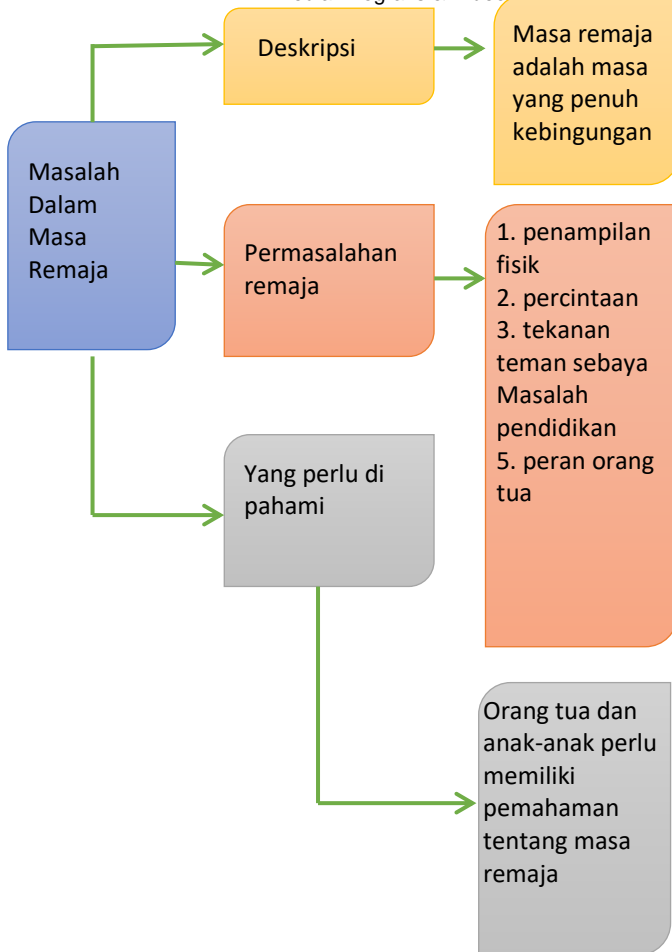 Deskripsi
Masa remaja
adalah masa
yang penuh
kebingungan
Masalah
Dalam
Masa
Remaja
Permasalahan
remaja
1. penampilan
fisik
2. percintaan
3. tekanan
teman sebaya
Masalah
pendidikan
5. peran orang
tua
Yang perlu di
pahami
Orang tua dan
anak-anak perlu
memiliki
pemahaman
tentang masa
remaja